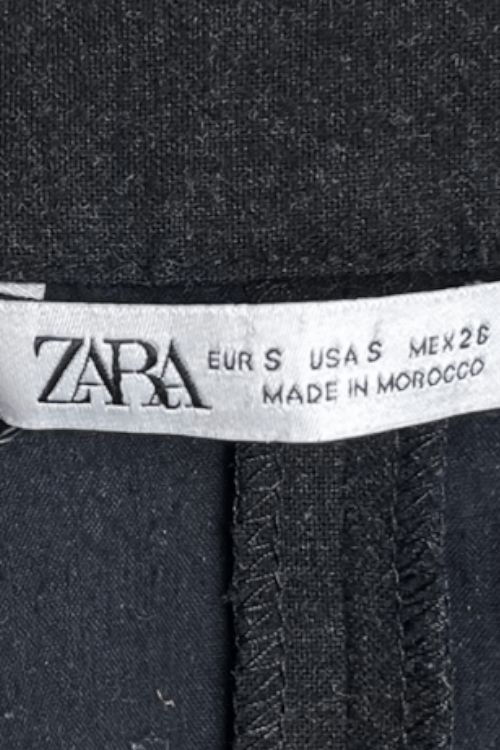 ZARA
EUR S USA S MEX 26
MADE IN MOROCCO